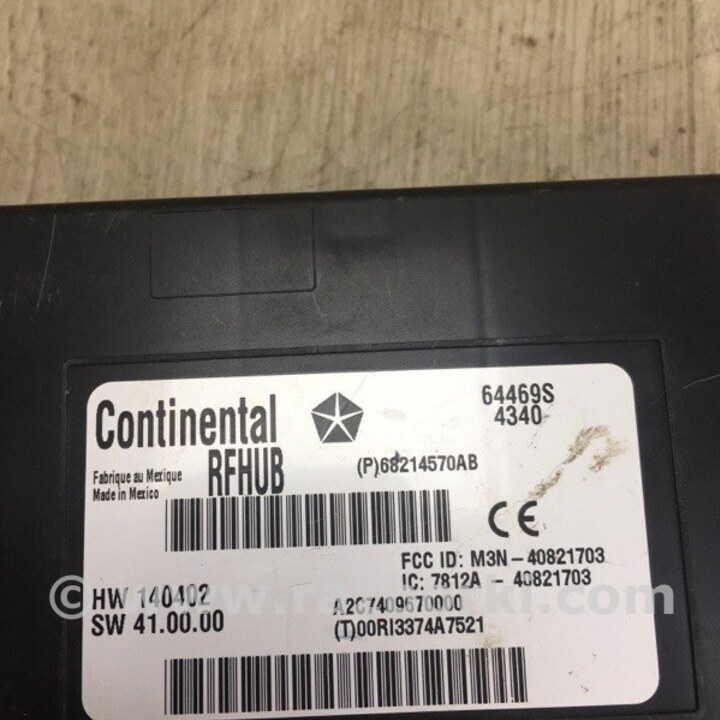 Continental
64469S
4340
RFHUB
(P)68214570AB
Fabrique au Mexique
Made in Mexico
CE
FCC ID: M3N-40821703
IC: 7812A - 40821703
HW 140402
A2C7409670000
SW 41.00.00
(T)00RI3374A7521